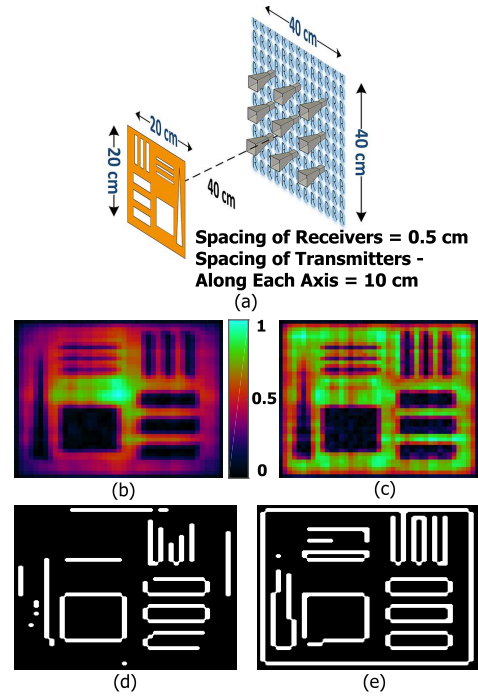 40 cm
20 cm
20 cm
40 cm
40 cm
Spacing of Receivers = 0.5 cm
Spacing of Transmitters -
Along Each Axis = 10 cm
(a)
1
0.5
0
(b)
(c)
(d)
(e)